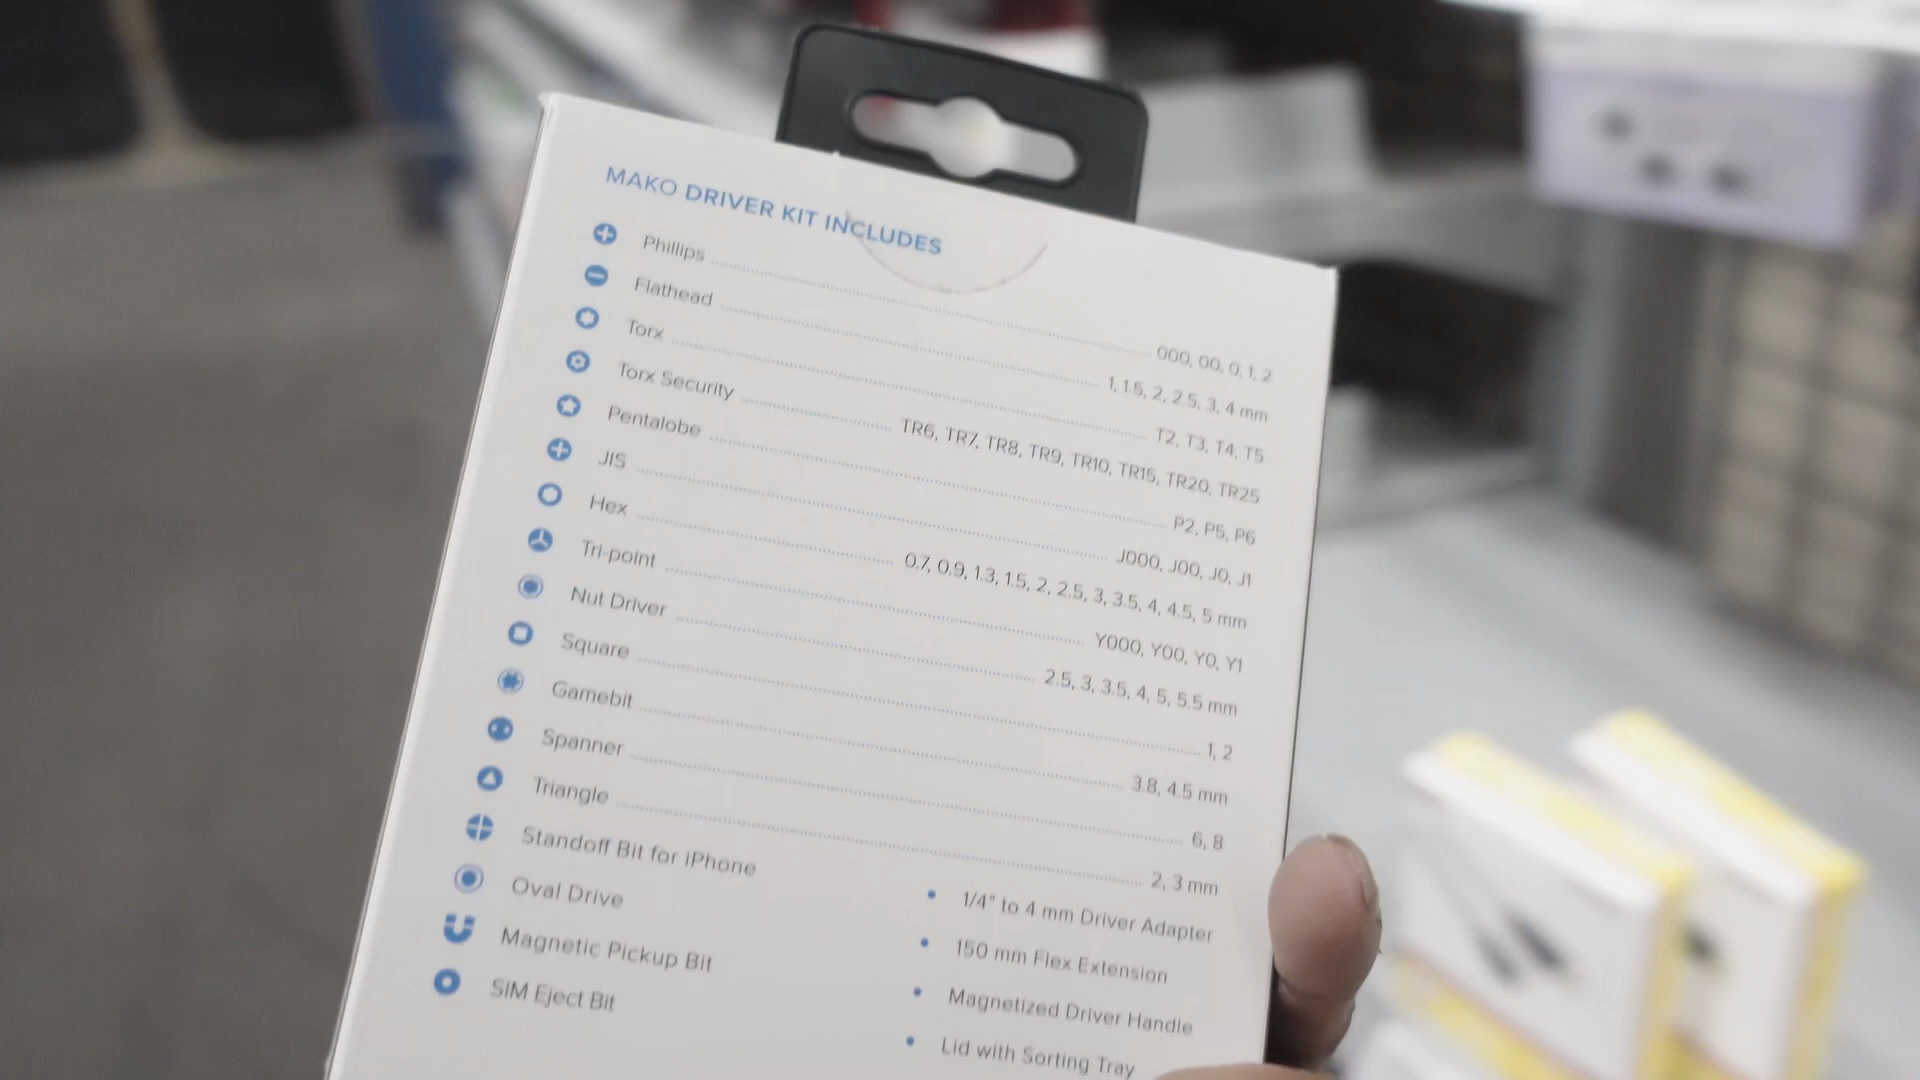 MAKO DRIVER KIT INCLUDES
Phillips 000, 00, 0, 1, 2
Flathead 1, 1.5, 2, 2.5, 3, 4 mm
Torx T2, T3, T4, T5
Torx Security TR6, TR7, TR8, TR9, TR10, TR15, TR20, TR25
Pentalobe P2, P5, P6
JIS J000, J00, J0, J1
Hex 0.7, 0.9, 1.3, 1.5, 2, 2.5, 3, 3.5, 4, 4.5, 5 mm
Tri-point Y000, Y00, Y0, Y1
Nut Driver 2.5, 3, 3.5, 4, 5, 5.5 mm
Square 1, 2
Gamebit 3.8, 4.5 mm
Spanner 6, 8
Triangle 2, 3 mm
Standoff Bit for iPhone
Oval Drive
Magnetic Pickup Bit
SIM Eject Bit
1/4" to 4 mm Driver Adapter
150 mm Flex Extension
Magnetized Driver Handle
Lid with Sorting Tray